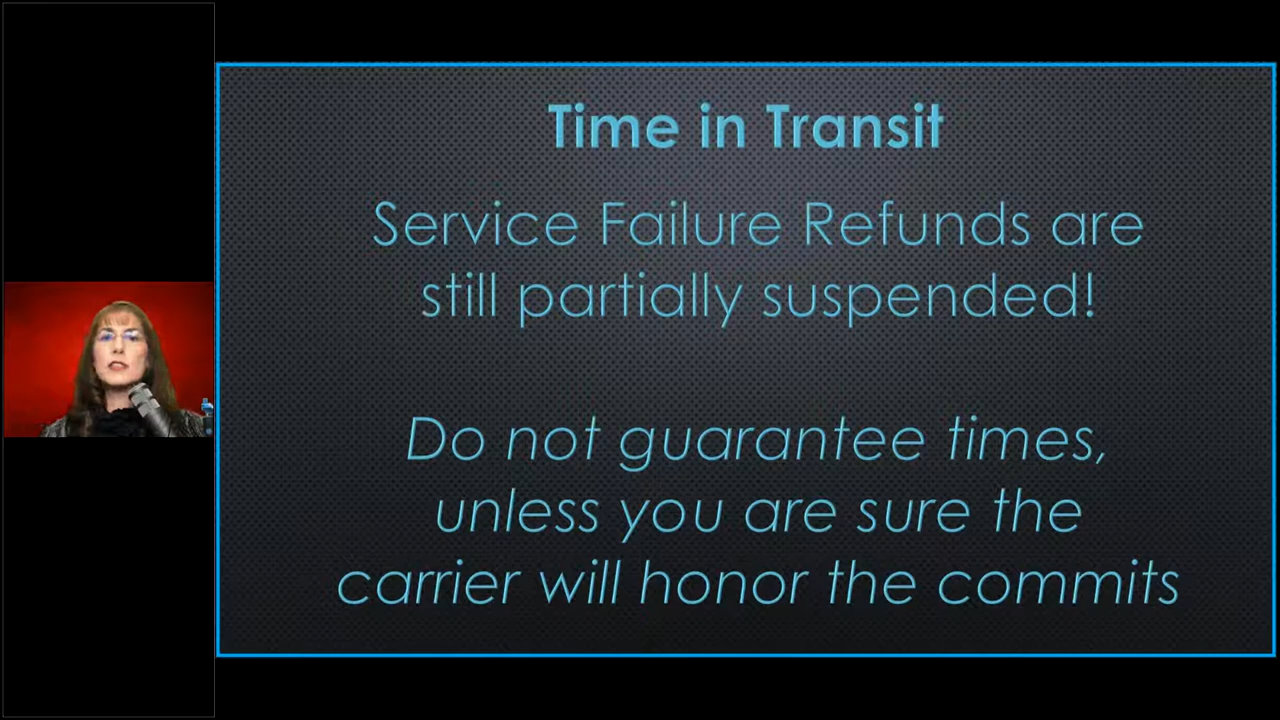 Time in Transit
Service Failure Refunds are
still partially suspended!
Do not guarantee times,
unless you are sure the
carrier will honor the commits